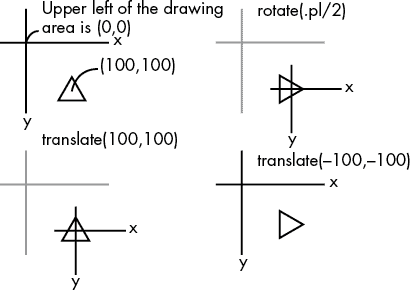 Upper left of the drawing
area is (0,0)
x
(100,100)
y
rotate(.pl/2)
x
y
translate(100,100)
x
y
translate(–100,–100)
x
y